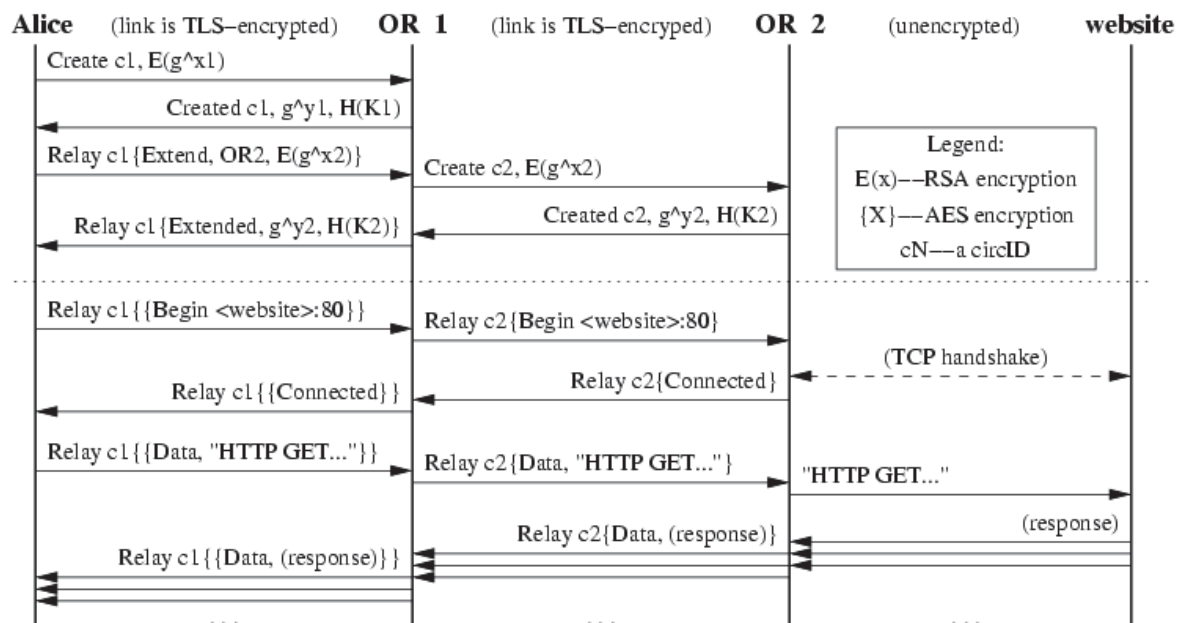 Alice (link is TLS–encrypted) OR 1 (link is TLS–encryped) OR 2 (unencrypted) website
Create c1, E(g^x1)
Created c1, g^y1, H(K1)
Relay c1{Extend, OR2, E(g^x2)}
Create c2, E(g^x2)
Created c2, g^y2, H(K2)
Relay c1{Extended, g^y2, H(K2)}
Legend:
E(x)––RSA encryption
{X}––AES encryption
cN––a circID
Relay c1{{Begin <website>:80}}
Relay c2{Begin <website>:80}
(TCP handshake)
Relay c2{Connected}
Relay c1{{Connected}}
Relay c1{{Data, "HTTP GET..."}}
Relay c2{Data, "HTTP GET..."}
"HTTP GET..."
(response)
Relay c2{Data, (response)}
Relay c1{{Data, (response)}}
. . . . . . . . .